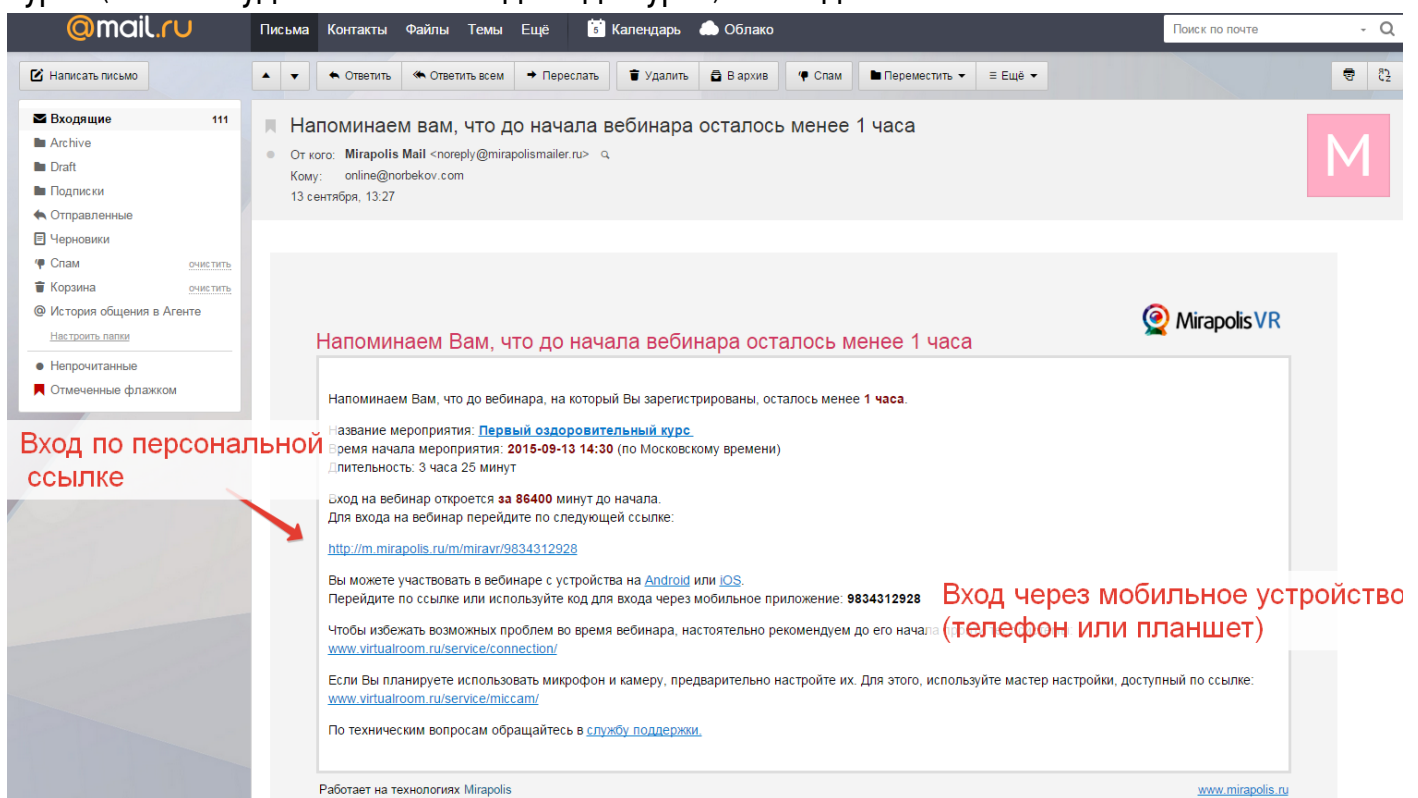 @mail.ru
Письма Контакты Файлы Темы Ещё 5 Календарь Облако
Поиск по почте
Написать письмо
Ответить Ответить всем Переслать Удалить В архив Спам Переместить Ещё
Входящие 111
Archive
Draft
Подписки
Отправленные
Черновики
Спам очистить
Корзина очистить
@ История общения в Агенте
Настроить папки
Непрочитанные
Отмеченные флажком
Напоминаем вам, что до начала вебинара осталось менее 1 часа
От кого: Mirapolis Mail <noreply@mirapolismailer.ru>
Кому: online@norbekov.com
13 сентября, 13:27
M
Mirapolis VR
Напоминаем Вам, что до начала вебинара осталось менее 1 часа
Напоминаем Вам, что до вебинара, на который Вы зарегистрированы, осталось менее 1 часа.
Название мероприятия: Первый оздоровительный курс
Время начала мероприятия: 2015-09-13 14:30 (по Московскому времени)
Длительность: 3 часа 25 минут
Вход на вебинар откроется за 86400 минут до начала.
Для входа на вебинар перейдите по следующей ссылке:
http://m.mirapolis.ru/m/miravr/9834312928
Вы можете участвовать в вебинаре с устройства на Android или iOS.
Перейдите по ссылке или используйте код для входа через мобильное приложение: 9834312928
Чтобы избежать возможных проблем во время вебинара, настоятельно рекомендуем до его начала
www.virtualroom.ru/service/connection/
Если Вы планируете использовать микрофон и камеру, предварительно настройте их. Для этого, используйте мастер настройки, доступный по ссылке:
www.virtualroom.ru/service/miccam/
По техническим вопросам обращайтесь в службу поддержки.
Работает на технологиях Mirapolis
www.mirapolis.ru
Вход по персональной
ссылке
Вход через мобильное устройство
(телефон или планшет)